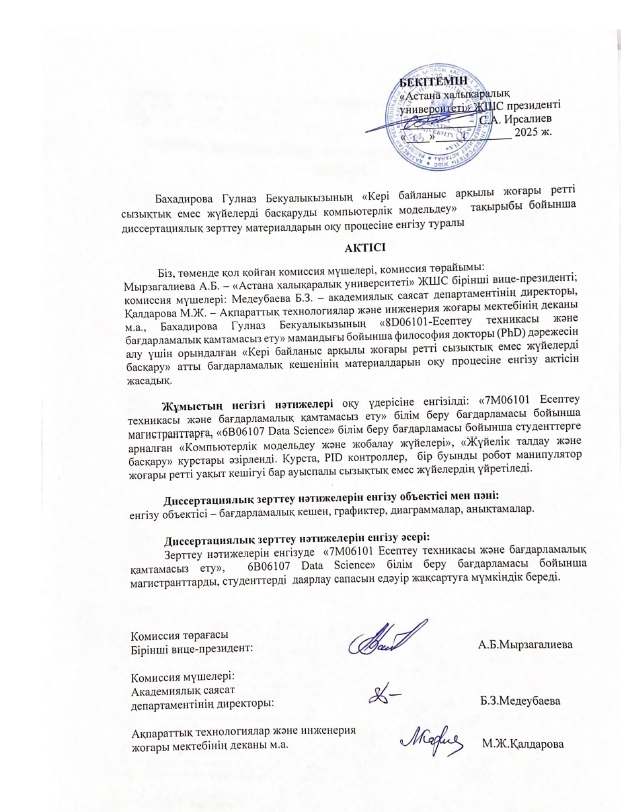 БЕКІТЕМІН
«Астана халықаралық
университеті» ЖШС президенті
С.А. Ирсалиев
«___» ____________ 2025 ж.
Бахадирова Гулназ Бекуалыкызының «Кері байланыс арқылы жоғары ретті
сызықтық емес жүйелерді басқаруды компьютерлік модельдеу» тақырыбы бойынша
диссертациялық зерттеу материалдарын оқу процесіне енгізу туралы
АКТІСІ
Біз, төменде қол қойған комиссия мүшелері, комиссия төрайымы:
Мырзагалиева А.Б. – «Астана халықаралық университеті» ЖШС бірінші вице-президенті;
комиссия мүшелері: Медеубаева Б.З. – академиялық саясат департаментінің директоры,
Қалдарова М.Ж. – Ақпараттық технологиялар және инженерия жоғары мектебінің деканы
м.а., Бахадирова Гулназ Бекуалыкызының «8D06101-Есептеу техникасы және
бағдарламалық қамтамасыз ету» мамандығы бойынша философия докторы (PhD) дәрежесін
алу үшін орындалған «Кері байланыс арқылы жоғары ретті сызықтық емес жүйелерді
басқару» атты бағдарламалық кешенінің материалдарын оқу процесіне енгізу актісін
жасадық.
Жұмыстың негізгі нәтижелері оқу үдерісіне енгізілді: «7М06101 Есептеу
техникасы және бағдарламалық қамтамасыз ету» білім беру бағдарламасы бойынша
магистранттарға, «6В06107 Data Science» білім беру бағдарламасы бойынша студенттерге
арналған «Компьютерлік модельдеу және жобалау жүйелері», «Жүйелік талдау және
басқару» курстары әзірленді. Курста, PID контроллер, бір буынды робот манипулятор
жоғары ретті уақыт кешігуі бар ауыспалы сызықтық емес жүйелердің үйретіледі.
Диссертациялық зерттеу нәтижелерін енгізу объектісі мен пәні:
енгізу объектісі – бағдарламалық кешен, графиктер, диаграммалар, анықтамалар.
Диссертациялық зерттеу нәтижелерін енгізу әсері:
Зерттеу нәтижелерін енгізуде «7М06101 Есептеу техникасы және бағдарламалық
қамтамасыз ету», 6В06107 Data Science» білім беру бағдарламасы бойынша
магистранттарды, студенттерді даярлау сапасын едәуір жақсартуға мүмкіндік береді.
Комиссия төрағасы
Бірінші вице-президент: А.Б.Мырзагалиева
Комиссия мүшелері:
Академиялық саясат
департаментінің директоры: Б.З.Медеубаева
Ақпараттық технологиялар және инженерия
жоғары мектебінің деканы м.а. М.Ж.Қалдарова